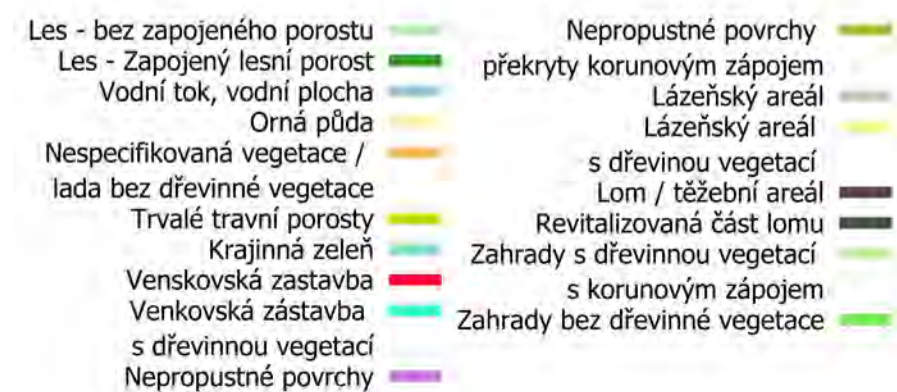 Les - bez zapojeného porostu
Les - Zapojený lesní porost
Vodní tok, vodní plocha
Orná půda
Nespecifikovaná vegetace /
lada bez dřevinné vegetace
Trvalé travní porosty
Krajinná zeleň
Venskovská zastavba
Venkovská zástavba
s dřevinnou vegetací
Nepropustné povrchy
Nepropustné povrchy
překryty korunovým zápojem
Lázeňský areál
Lázeňský areál
s dřevinou vegetací
Lom / těžební areál
Revitalizovaná část lomu
Zahrady s dřevinnou vegetací
s korunovým zápojem
Zahrady bez dřevinné vegetace